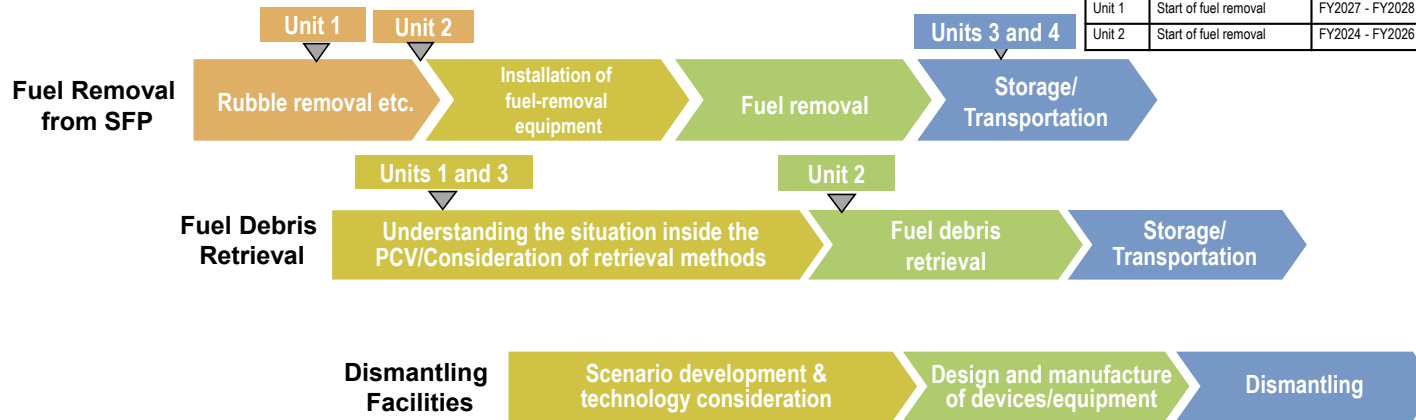 Unit 1 Start of fuel removal FY2027 - FY2028
Unit 2 Start of fuel removal FY2024 - FY2026
Unit 1
Unit 2
Units 3 and 4
Fuel Removal
from SFP
Rubble removal etc.
Installation of
fuel-removal
equipment
Fuel removal
Storage/
Transportation
Units 1 and 3
Unit 2
Fuel Debris
Retrieval
Understanding the situation inside the
PCV/Consideration of retrieval methods
Fuel debris
retrieval
Storage/
Transportation
Dismantling
Facilities
Scenario development &
technology consideration
Design and manufacture
of devices/equipment
Dismantling